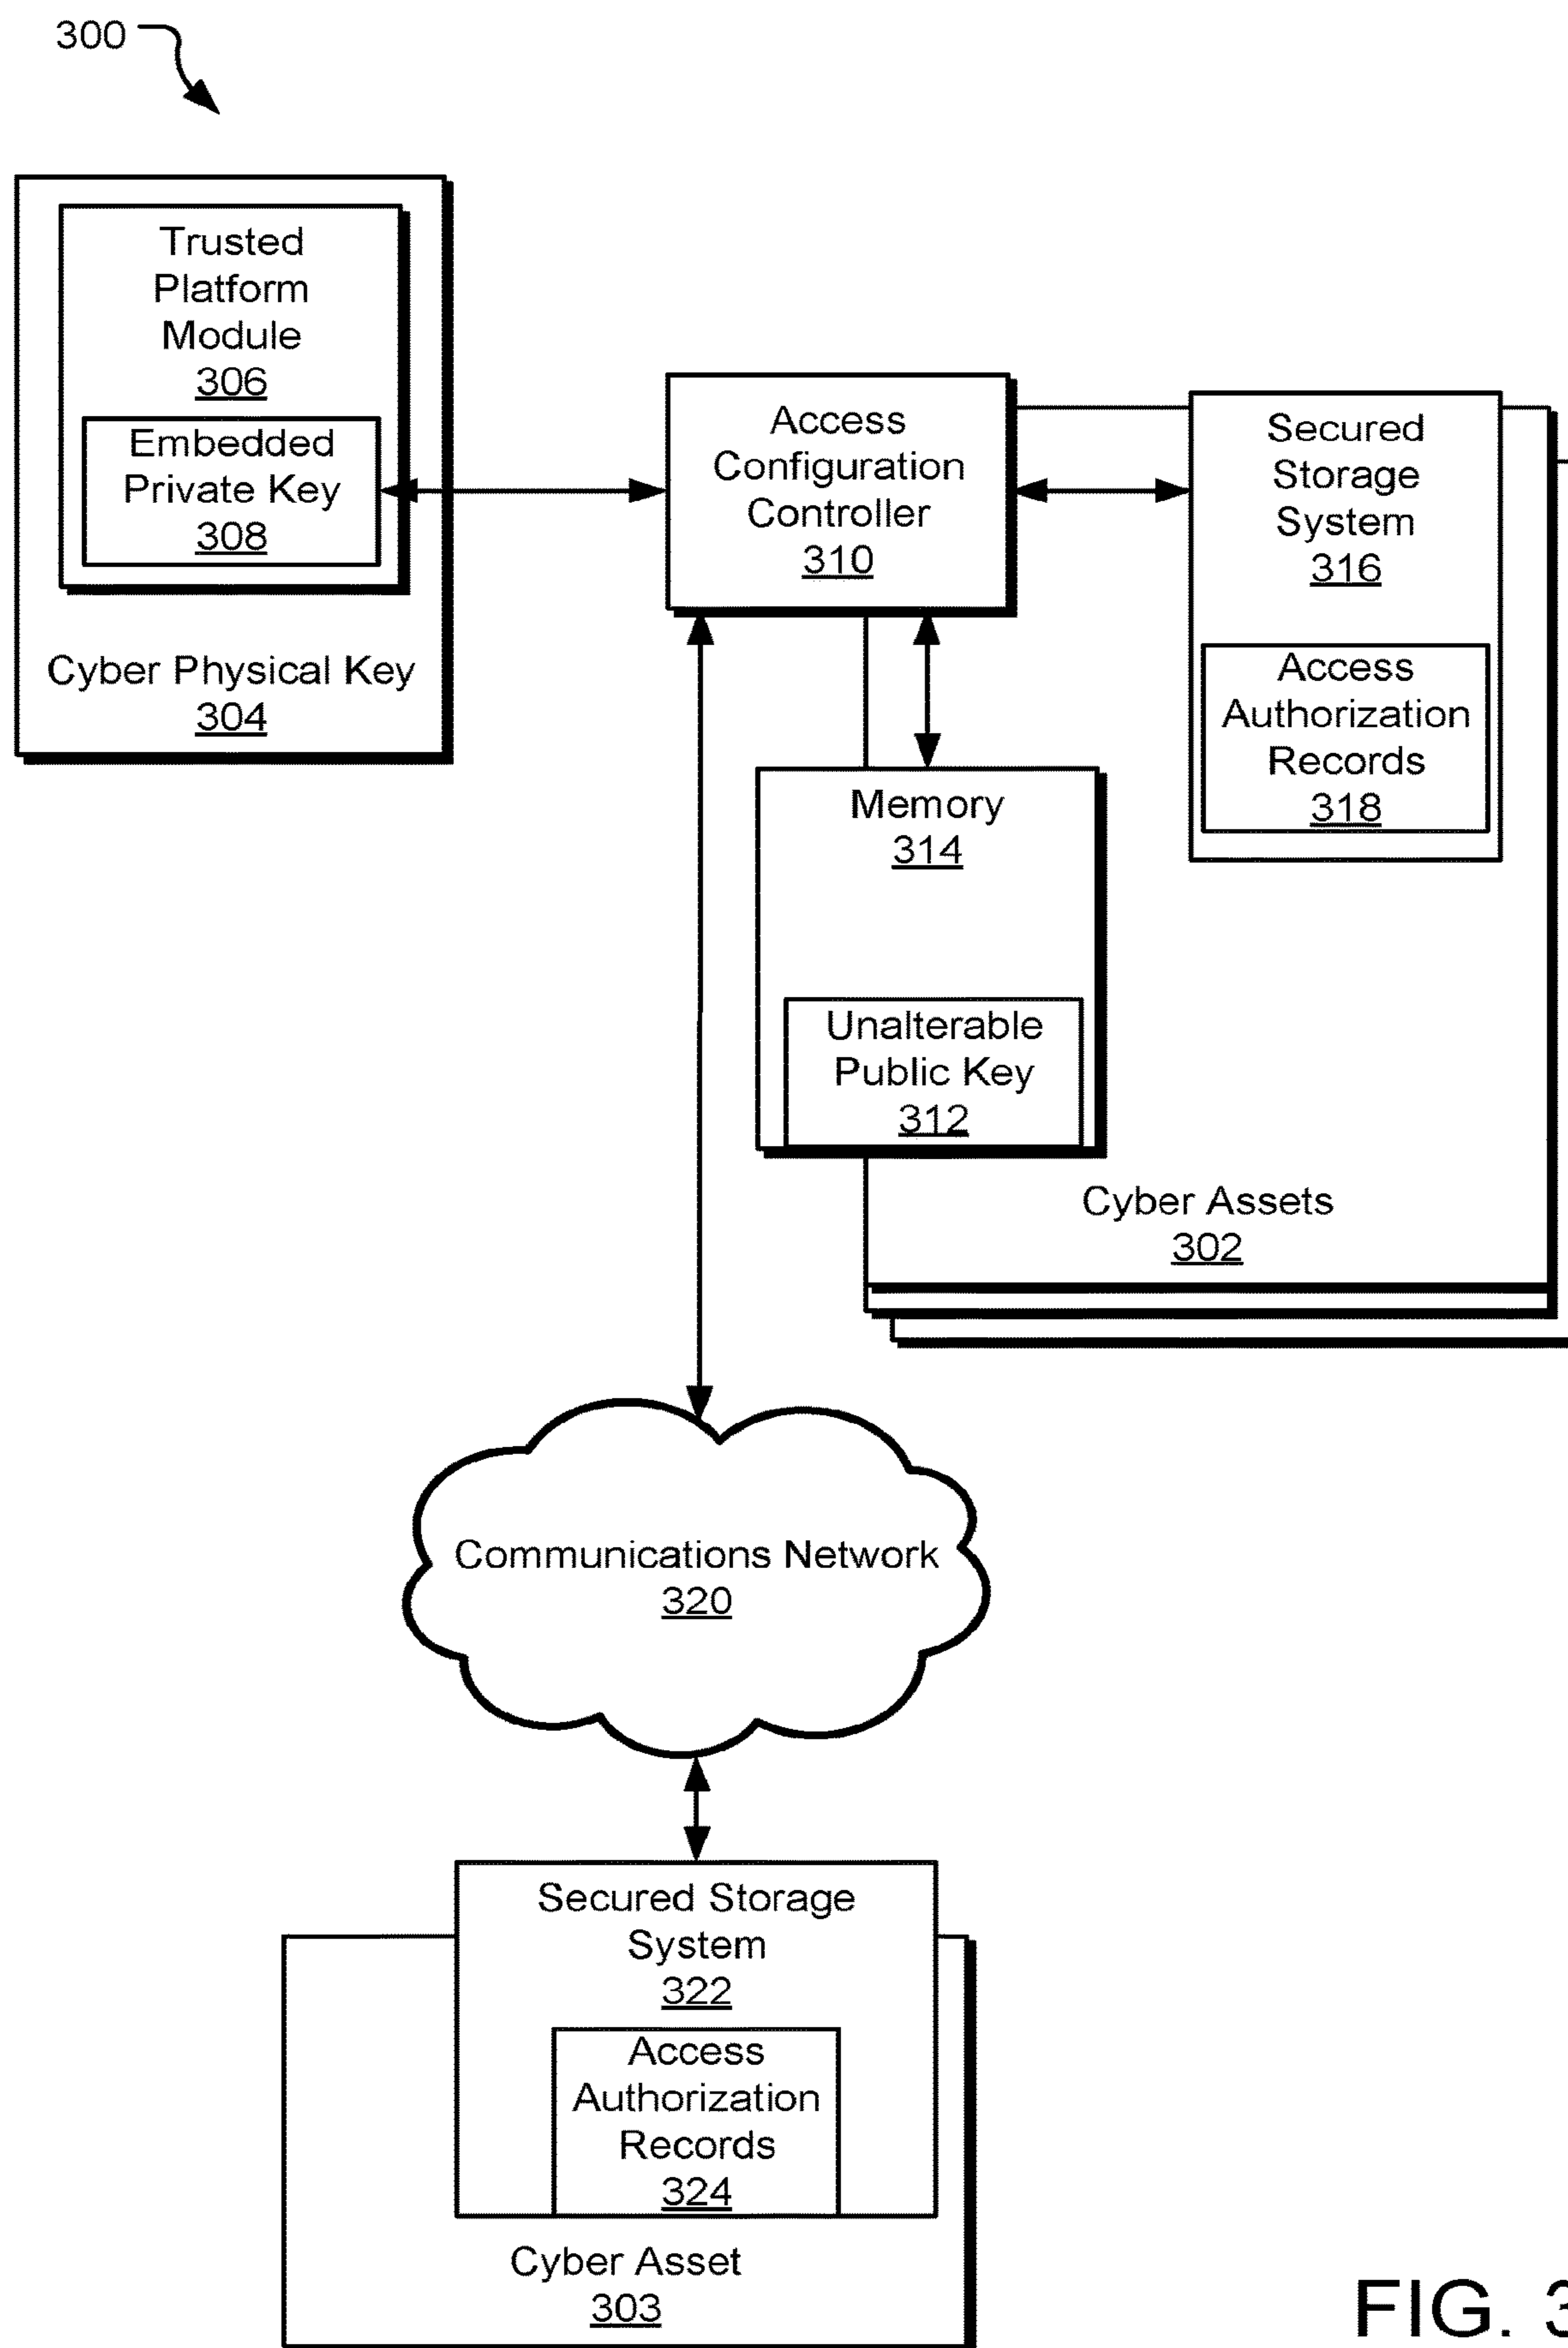 300
Trusted
Platform
Module
306
Embedded
Private Key
308
Cyber Physical Key
304
Access
Configuration
Controller
310
Secured
Storage
System
316
Access
Authorization
Records
318
Memory
314
Unalterable
Public Key
312
Cyber Assets
302
Communications Network
320
Secured Storage
System
322
Access
Authorization
Records
324
Cyber Asset
303
FIG. 3